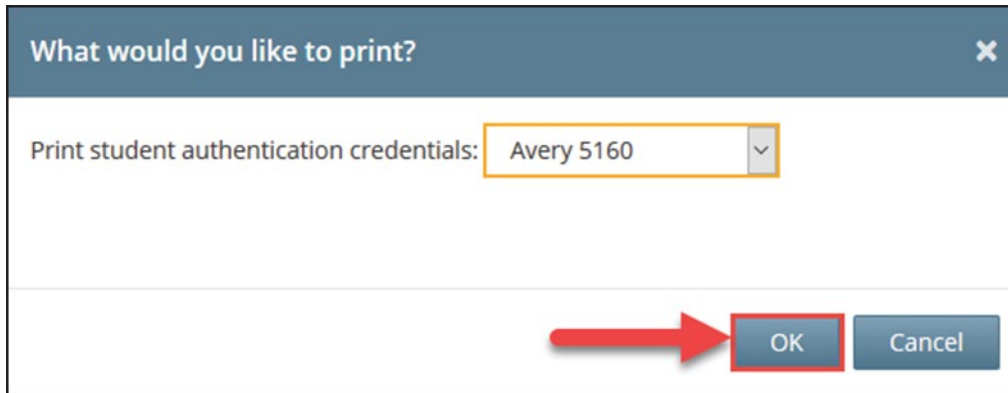 What would you like to print?
Print student authentication credentials: Avery 5160
OK Cancel